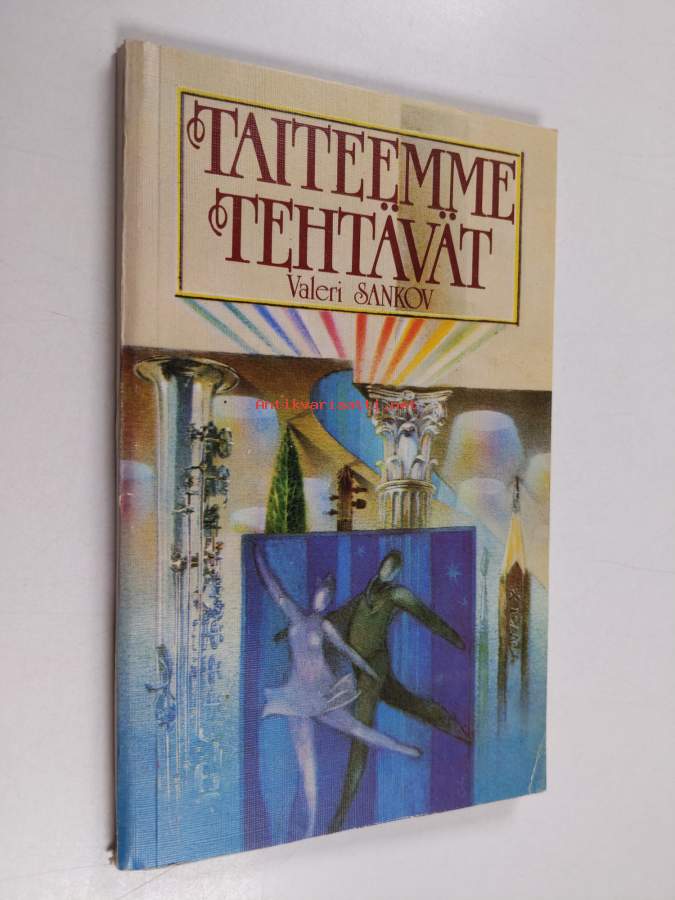 TAITEEMME
TEHTÄVÄT
Valeri SANKOV
Antikvariaatti.net